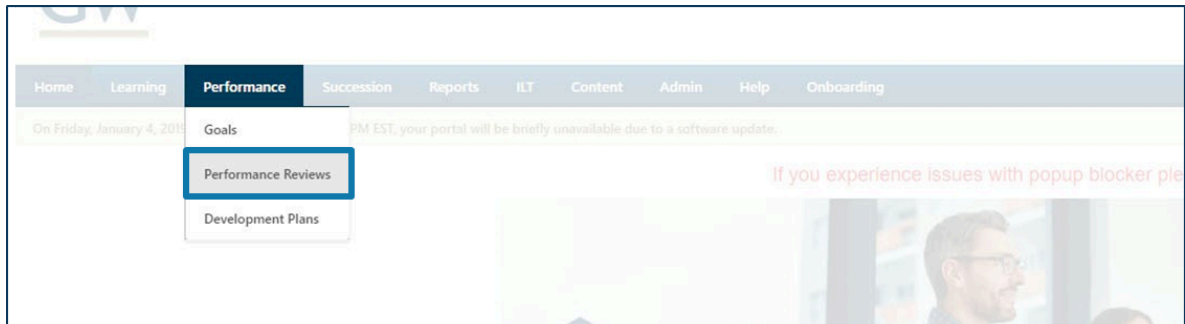 GW
Home Learning Performance Succession Reports ILT Content Admin Help Onboarding
On Friday, January 4, 201 PM EST, your portal will be briefly unavailable due to a software update.
Goals
Performance Reviews
Development Plans
If you experience issues with popup blocker ple